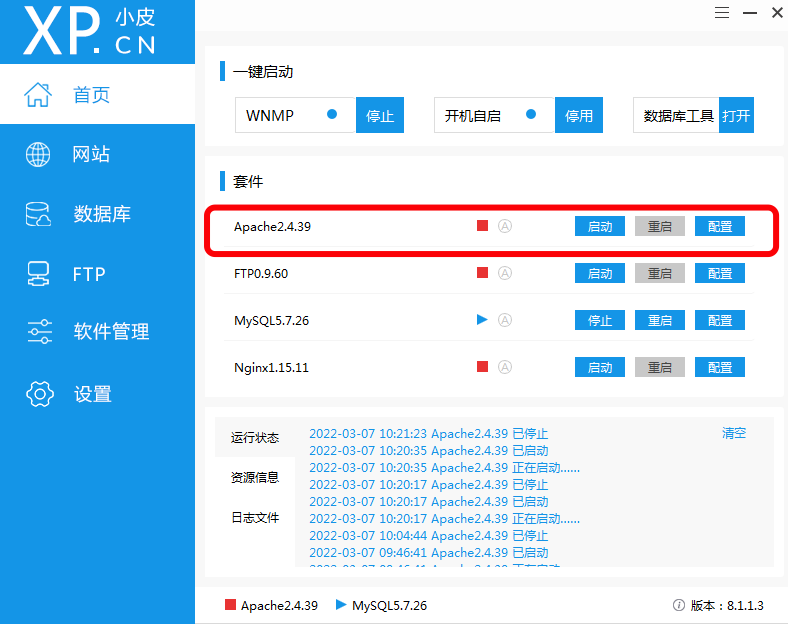 XP.CN 小皮
首页
网站
数据库
FTP
软件管理
设置
一键启动
WNMP 停止 开机自启 停用 数据库工具 打开
套件
Apache2.4.39 A 启动 重启 配置
FTP0.9.60 A 启动 重启 配置
MySQL5.7.26 A 停止 重启 配置
Nginx1.15.11 A 启动 重启 配置
运行状态
资源信息
日志文件
2022-03-07 10:21:23 Apache2.4.39 已停止 清空
2022-03-07 10:20:35 Apache2.4.39 已启动
2022-03-07 10:20:35 Apache2.4.39 正在启动......
2022-03-07 10:20:17 Apache2.4.39 已停止
2022-03-07 10:20:17 Apache2.4.39 已启动
2022-03-07 10:20:17 Apache2.4.39 正在启动......
2022-03-07 10:04:44 Apache2.4.39 已停止
2022-03-07 09:46:41 Apache2.4.39 已启动
Apache2.4.39 MySQL5.7.26 版本：8.1.1.3